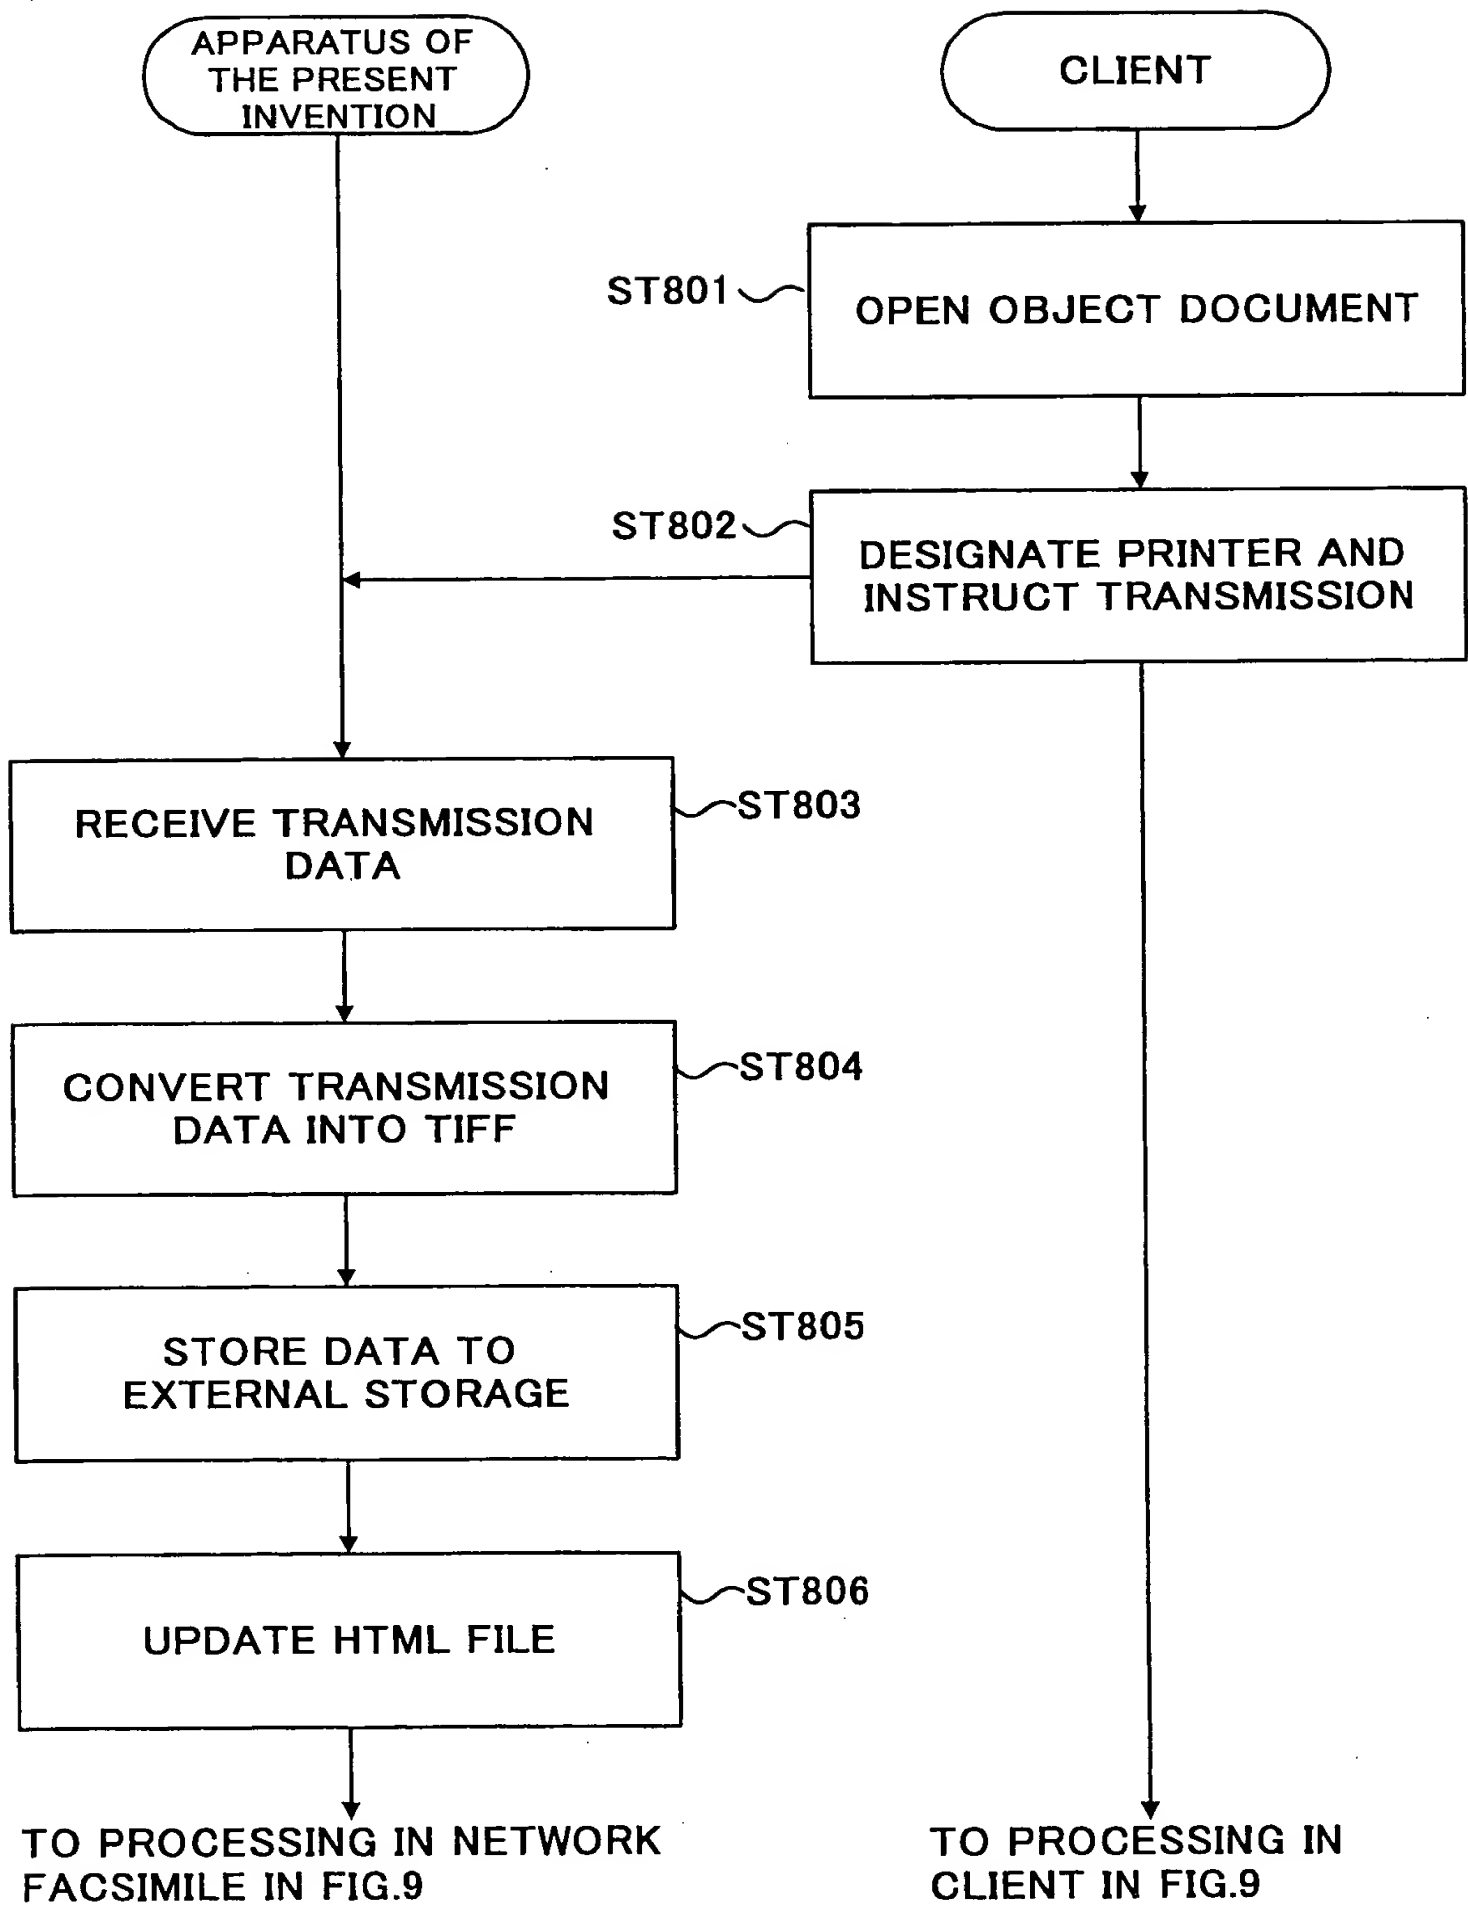 APPARATUS OF
THE PRESENT
INVENTION
CLIENT
ST801
OPEN OBJECT DOCUMENT
ST802
DESIGNATE PRINTER AND
INSTRUCT TRANSMISSION
RECEIVE TRANSMISSION
DATA
ST803
CONVERT TRANSMISSION
DATA INTO TIFF
ST804
STORE DATA TO
EXTERNAL STORAGE
ST805
UPDATE HTML FILE
ST806
TO PROCESSING IN NETWORK
FACSIMILE IN FIG.9
TO PROCESSING IN
CLIENT IN FIG.9